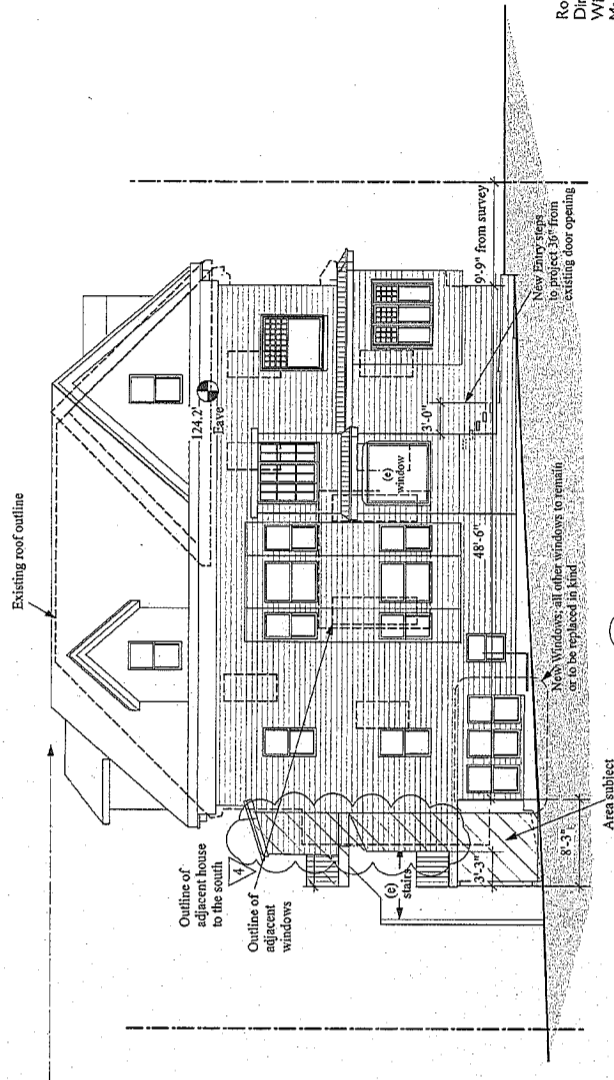 Existing roof outline
Outline of
adjacent house
to the south
4
Outline of
adjacent
windows
124.2'
Eave
(e)
window
(e)
stairs
3'-0"
48'-6"
9'-9" from survey
New Entry steps
to project 36" from
existing door opening
New Windows; all other windows to remain
or to be replaced in kind
3'-3"
8'-3"
Area subject
Ro
Dir
Wi